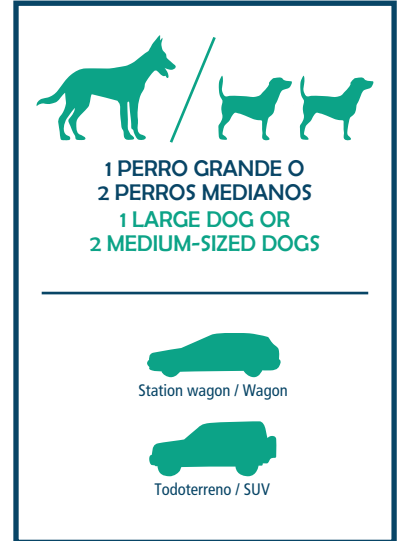 1 PERRO GRANDE O
2 PERROS MEDIANOS
1 LARGE DOG OR
2 MEDIUM-SIZED DOGS
Station wagon / Wagon
Todoterreno / SUV